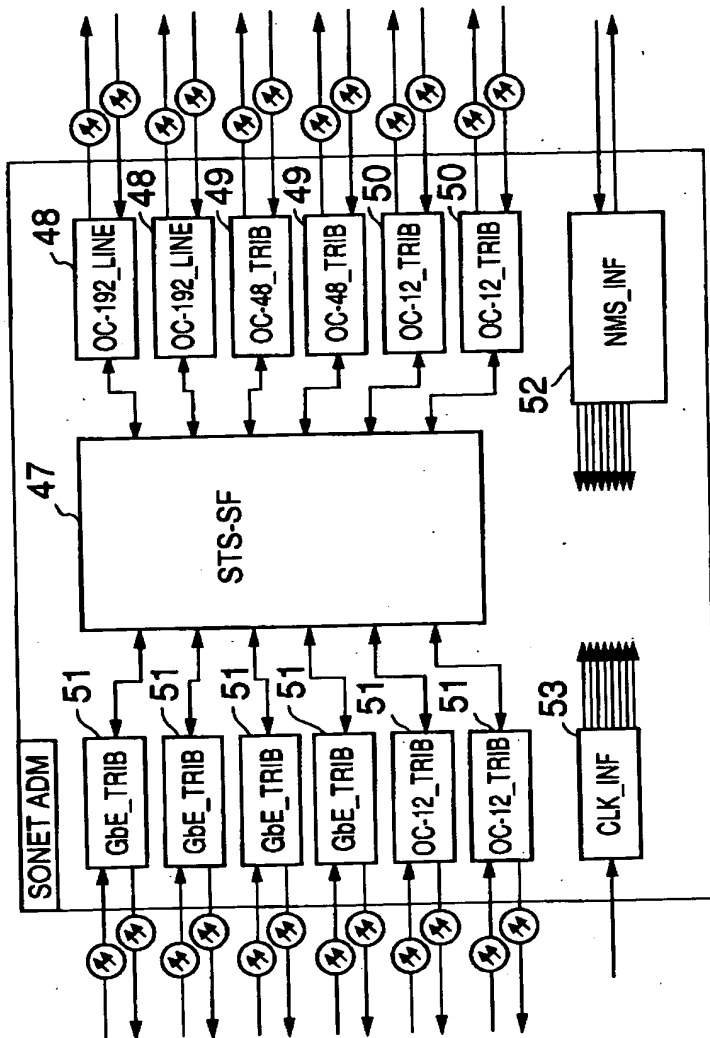 SONET ADM
51
GbE_TRIB
51
GbE_TRIB
51
GbE_TRIB
51
GbE_TRIB
51
OC-12_TRIB
51
OC-12_TRIB
53
CLK_INF
47
STS-SF
48
OC-192_LINE
48
OC-192_LINE
49
OC-48_TRIB
49
OC-48_TRIB
50
OC-12_TRIB
50
OC-12_TRIB
52
NMS_INF